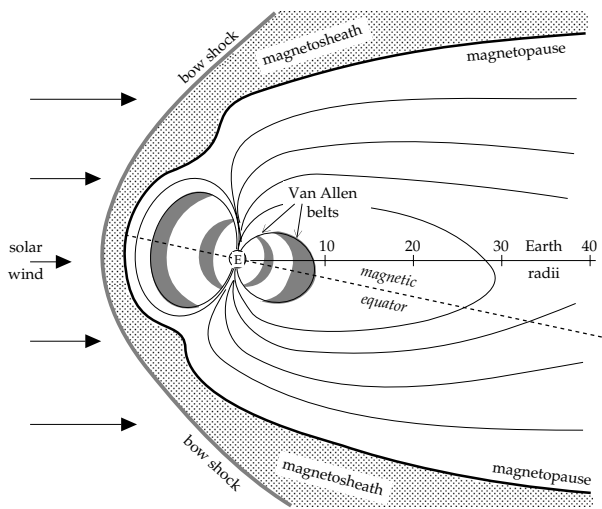 bow shock
magnetosheath
magnetopause
Van Allen
belts
solar
wind
E
10
20
30
Earth
radii
40
magnetic
equator
bow shock
magnetosheath
magnetopause